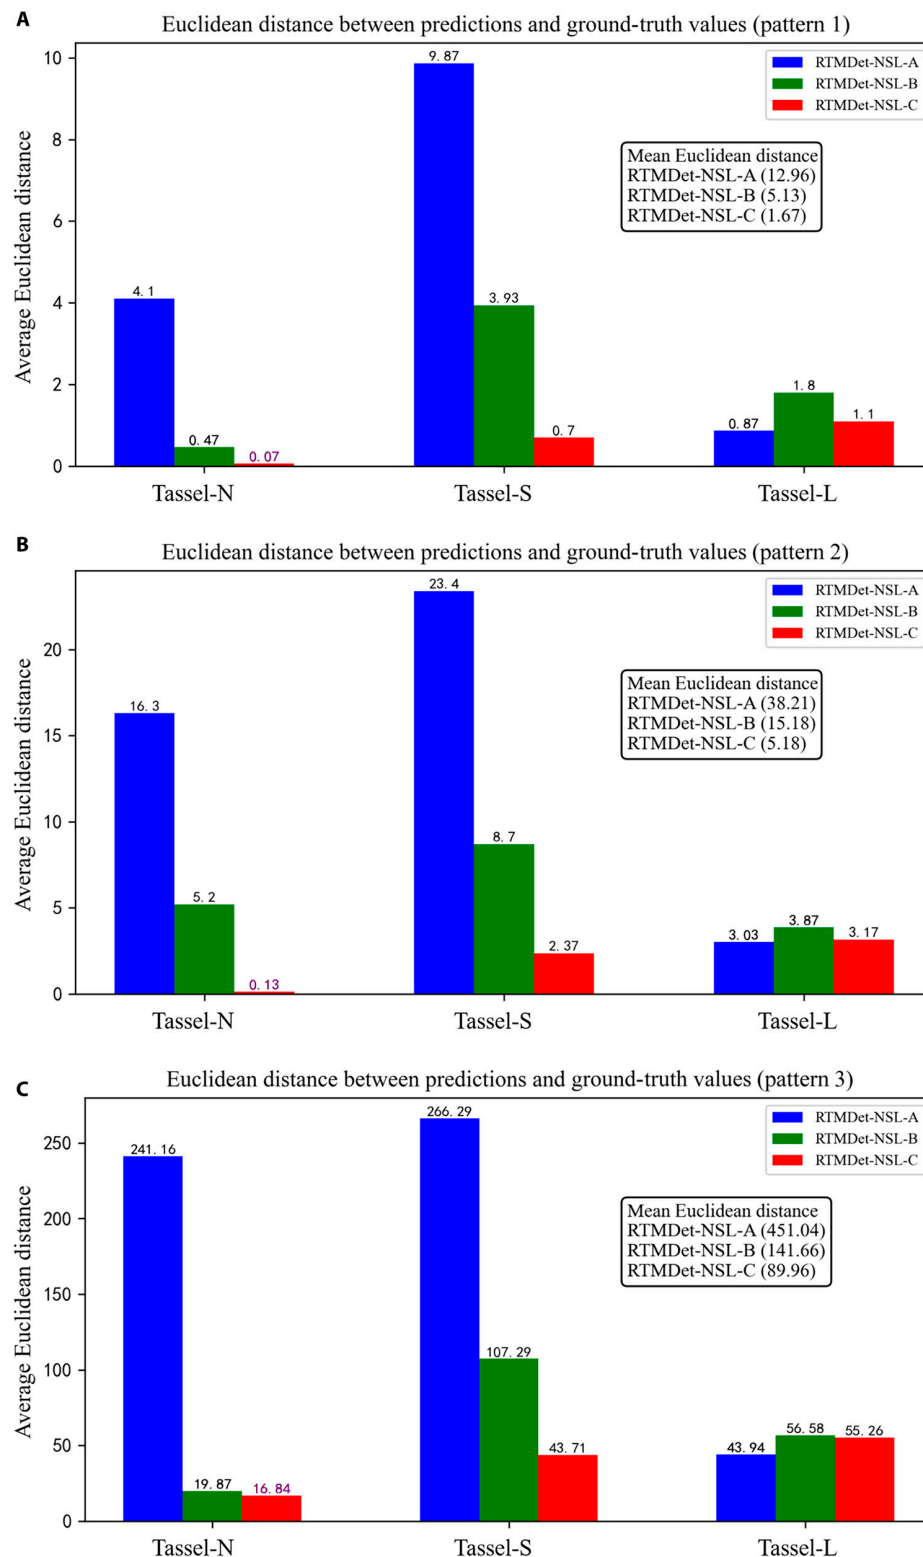 A
Euclidean distance between predictions and ground-truth values (pattern 1)
Average Euclidean distance
10
8
6
4
2
0
4.1
0.47
0.07
9.87
3.93
0.7
0.87
1.8
1.1
RTMDet-NSL-A
RTMDet-NSL-B
RTMDet-NSL-C
Mean Euclidean distance
RTMDet-NSL-A (12.96)
RTMDet-NSL-B (5.13)
RTMDet-NSL-C (1.67)
Tassel-N
Tassel-S
Tassel-L
B
Euclidean distance between predictions and ground-truth values (pattern 2)
Average Euclidean distance
20
15
10
5
0
16.3
5.2
0.13
23.4
8.7
2.37
3.03
3.87
3.17
RTMDet-NSL-A
RTMDet-NSL-B
RTMDet-NSL-C
Mean Euclidean distance
RTMDet-NSL-A (38.21)
RTMDet-NSL-B (15.18)
RTMDet-NSL-C (5.18)
Tassel-N
Tassel-S
Tassel-L
C
Euclidean distance between predictions and ground-truth values (pattern 3)
Average Euclidean distance
250
200
150
100
50
0
241.16
19.87
16.84
266.29
107.29
43.71
43.94
56.58
55.26
RTMDet-NSL-A
RTMDet-NSL-B
RTMDet-NSL-C
Mean Euclidean distance
RTMDet-NSL-A (451.04)
RTMDet-NSL-B (141.66)
RTMDet-NSL-C (89.96)
Tassel-N
Tassel-S
Tassel-L